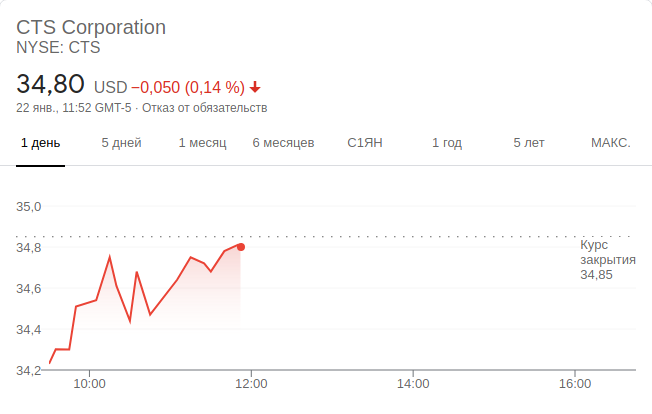 CTS Corporation
NYSE: CTS
34,80 USD −0,050 (0,14 %)
22 янв., 11:52 GMT-5 · Отказ от обязательств
1 день 5 дней 1 месяц 6 месяцев С1ЯН 1 год 5 лет МАКС.
35,0
34,8
34,6
34,4
34,2
Курс
закрытия
34,85
10:00 12:00 14:00 16:00